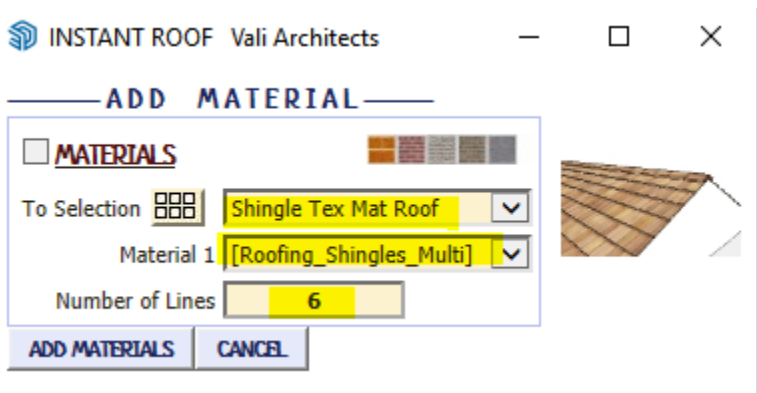 INSTANT ROOF Vali Architects
ADD MATERIAL
MATERIALS
To Selection Shingle Tex Mat Roof
Material 1 [Roofing_Shingles_Multi]
Number of Lines 6
ADD MATERIALS CANCEL